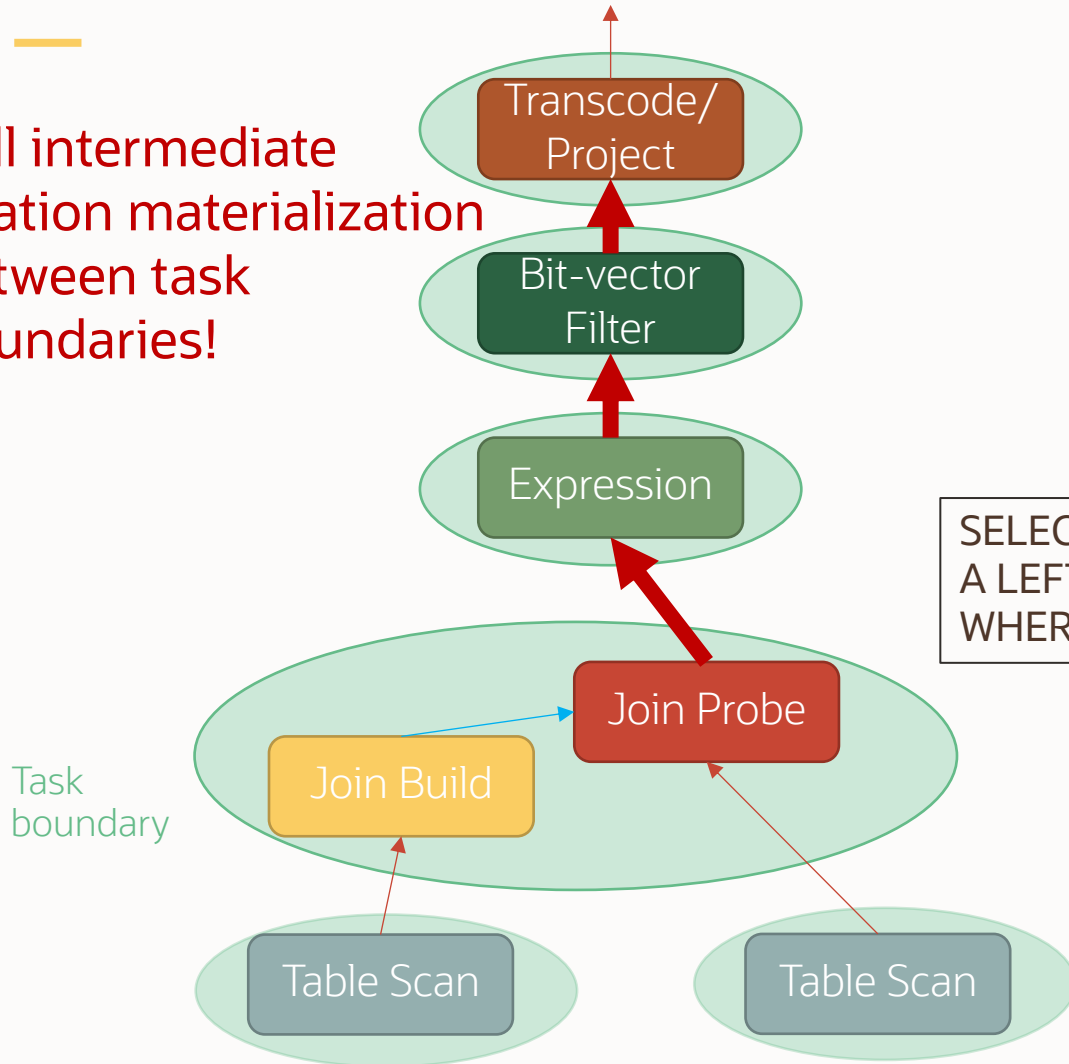 ll intermediate
ation materialization
tween task
undaries!
Transcode/
Project
Bit-vector
Filter
Expression
SELEC
A LEFT
WHER
Join Probe
Join Build
Task
boundary
Table Scan
Table Scan